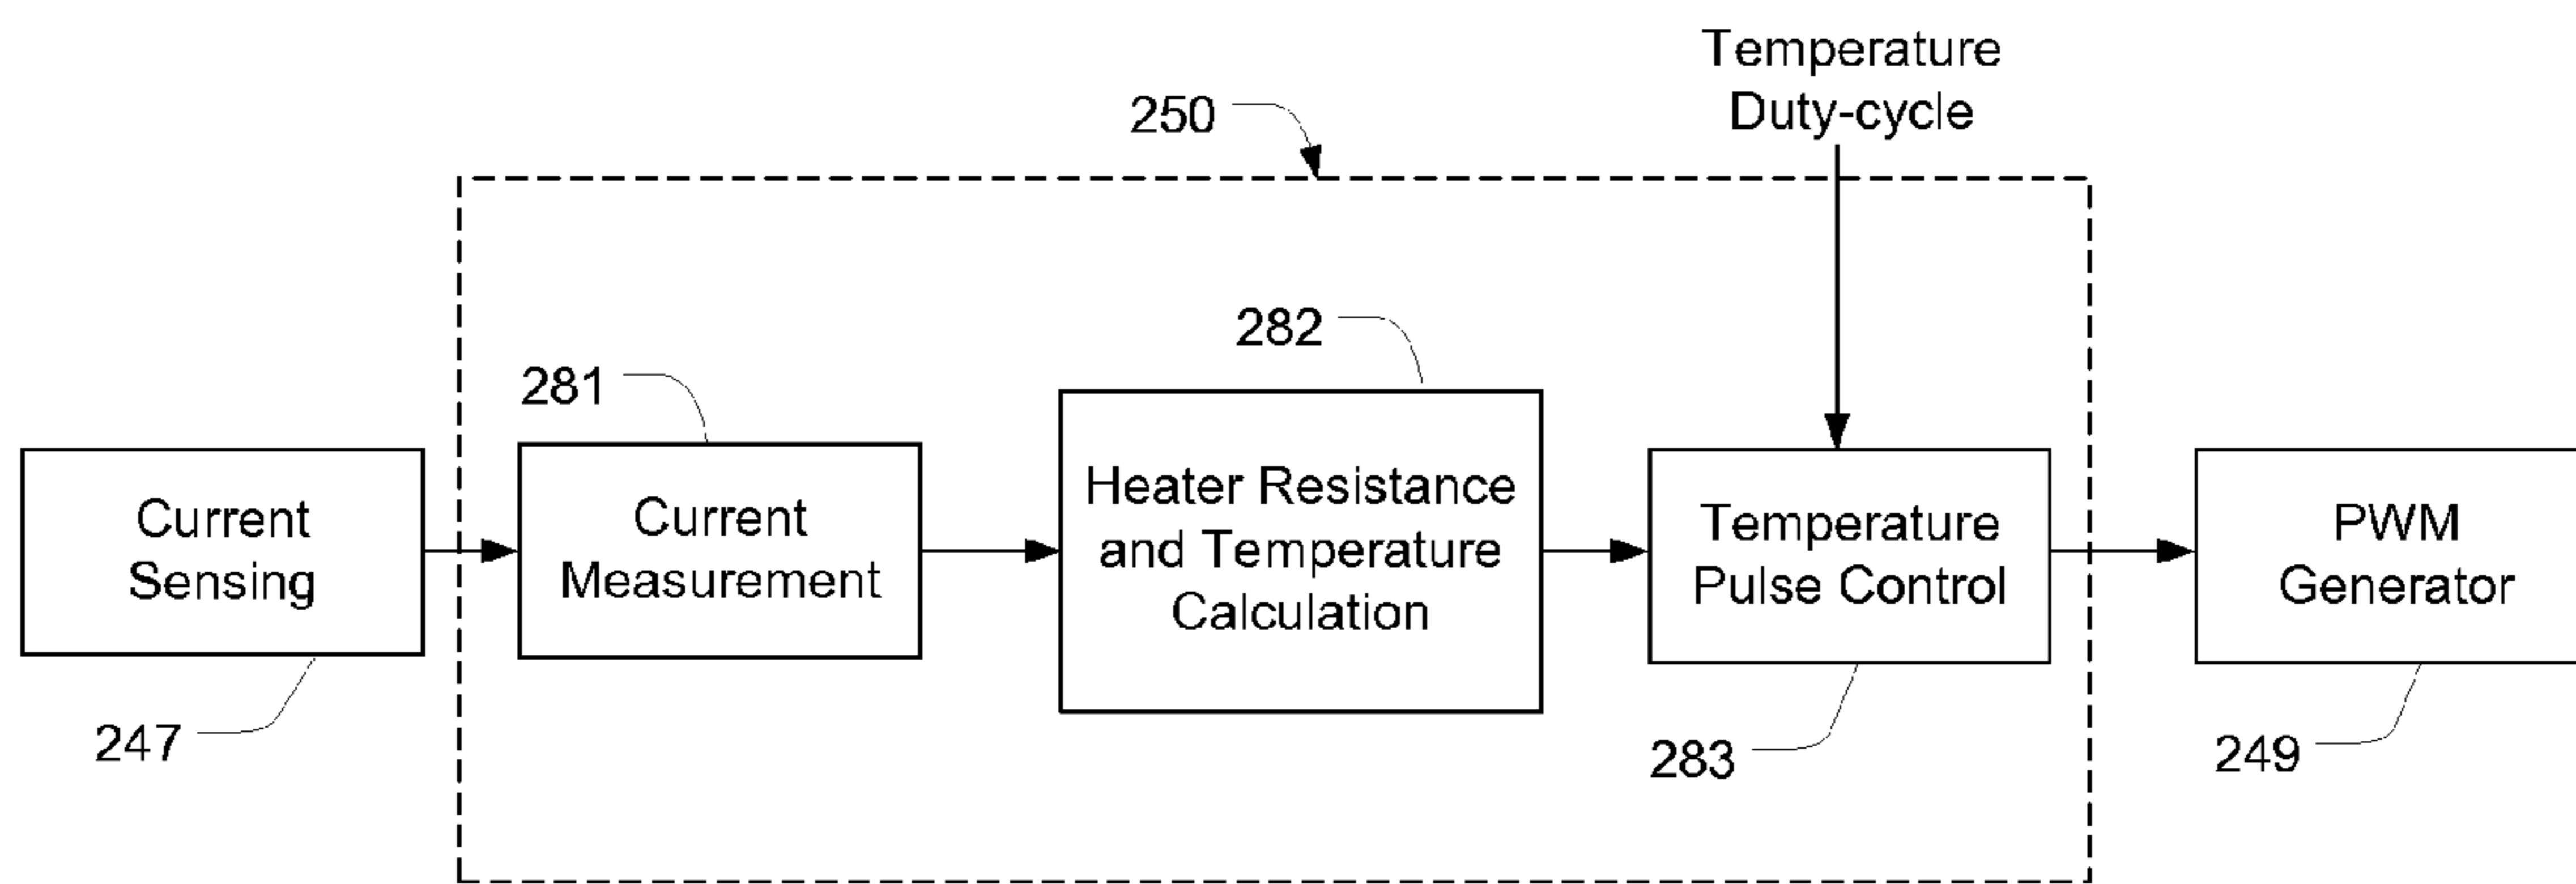 Temperature
Duty-cycle
250
282
281
Current
Sensing
Current
Measurement
Heater Resistance
and Temperature
Calculation
Temperature
Pulse Control
PWM
Generator
247
283
249